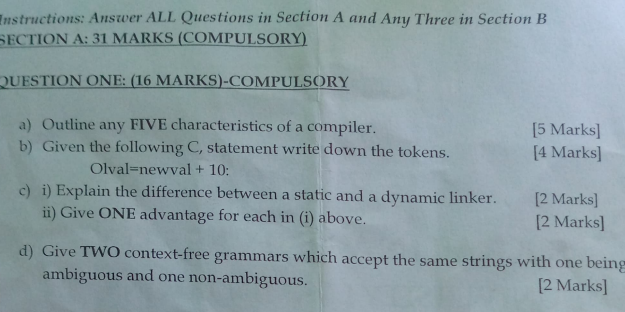 Instructions: Answer ALL Questions in Section A and Any Three in Section B
SECTION A: 31 MARKS (COMPULSORY)
QUESTION ONE: (16 MARKS)-COMPULSORY
a) Outline any FIVE characteristics of a compiler. [5 Marks]
b) Given the following C, statement write down the tokens. [4 Marks]
Olval=newval + 10:
c) i) Explain the difference between a static and a dynamic linker. [2 Marks]
ii) Give ONE advantage for each in (i) above. [2 Marks]
d) Give TWO context-free grammars which accept the same strings with one being
ambiguous and one non-ambiguous. [2 Marks]